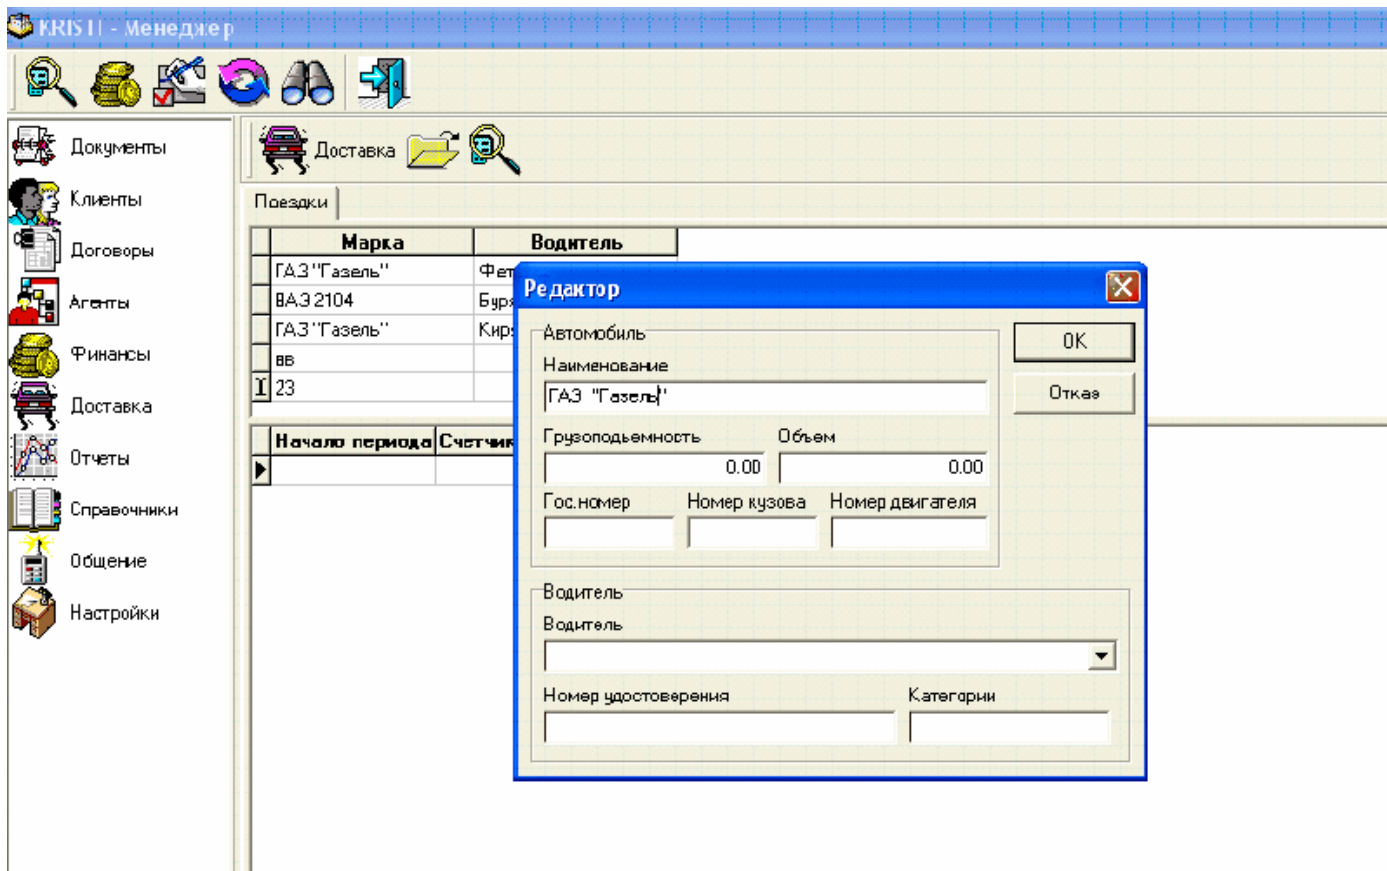 KRISTI - Менеджер
Документы
Клиенты
Договоры
Агенты
Финансы
Доставка
Отчеты
Справочники
Общение
Настройки
Доставка
Поездки
Марка Водитель
ГАЗ "Газель"
ВАЗ 2104
ГАЗ "Газель"
вв
23
Начало периода Счетчик
Редактор
Автомобиль
OK
Наименование
ГАЗ "Газель"
Отказ
Грузоподъемность Объем
0.00 0.00
Гос.номер Номер кузова Номер двигателя
Водитель
Водитель
Номер удостоверения Категории